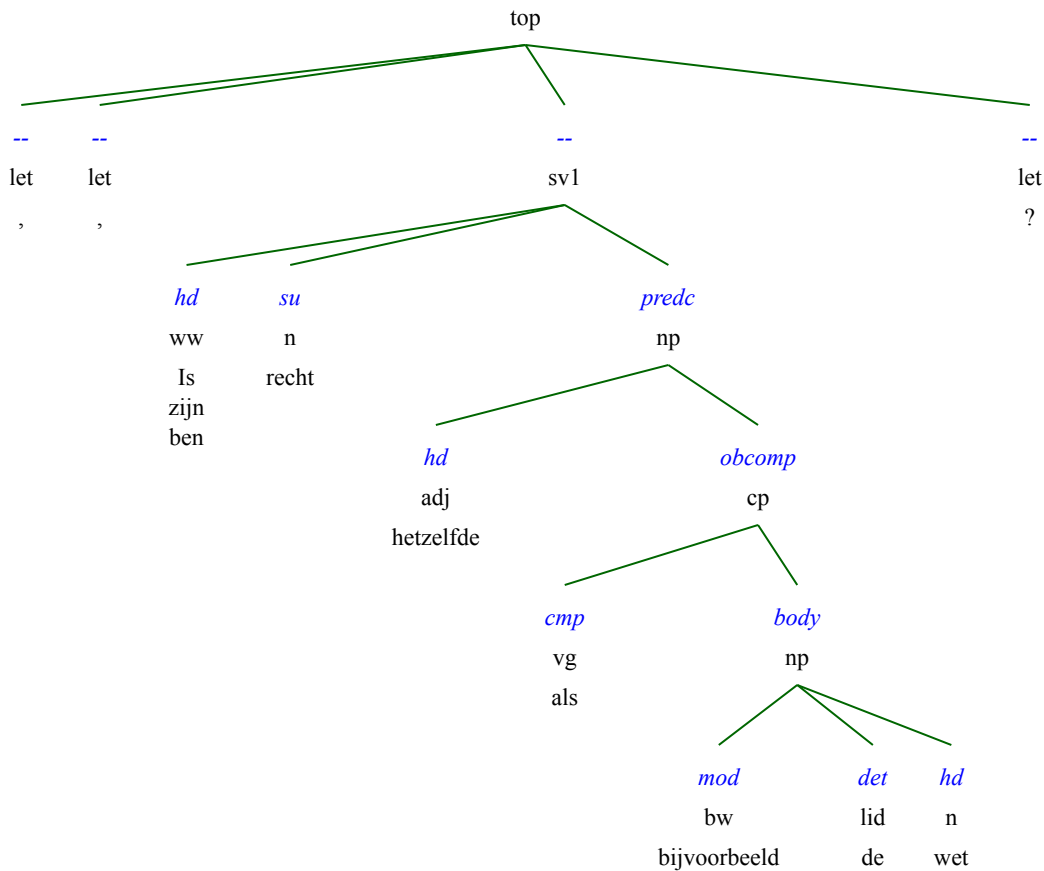 top
-- -- -- --
let let sv1 let
, , ?
hd su predc
ww n np
Is recht
zijn
ben
hd obcomp
adj cp
hetzelfde
cmp body
vg np
als
mod det hd
bw lid n
bijvoorbeeld de wet